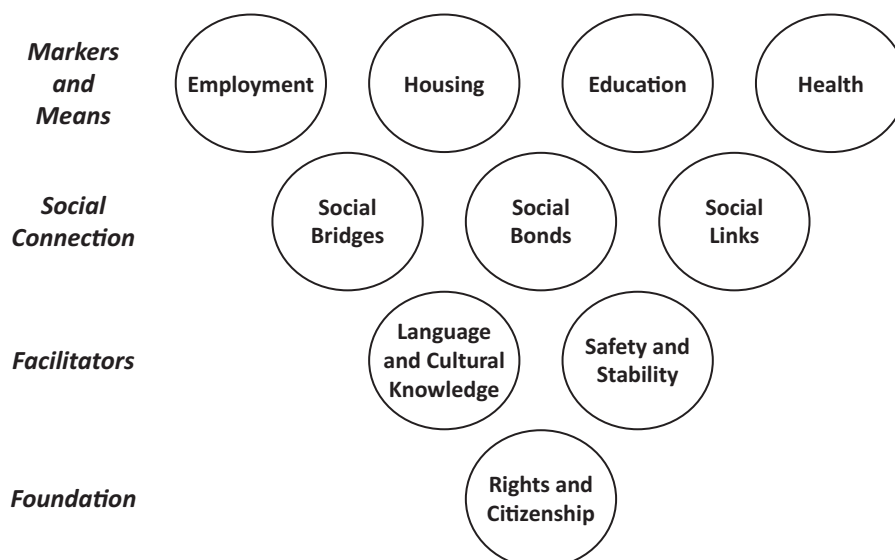 Markers
and
Means
Employment
Housing
Education
Health
Social
Connection
Social
Bridges
Social
Bonds
Social
Links
Facilitators
Language
and Cultural
Knowledge
Safety and
Stability
Foundation
Rights and
Citizenship